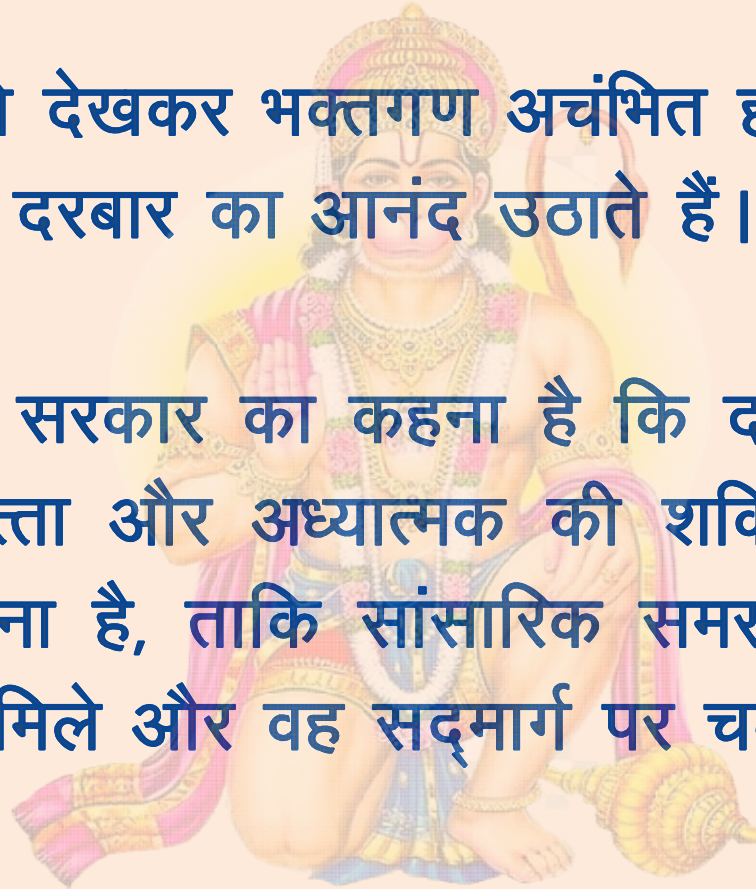 देखकर भक्तगण अचंभित
दरबार का आनंद उठाते हैं।
सरकार का कहना है कि
और अध्यात्मक की
है, ताकि सांसारिक
मिले और वह सद्‌मार्ग पर